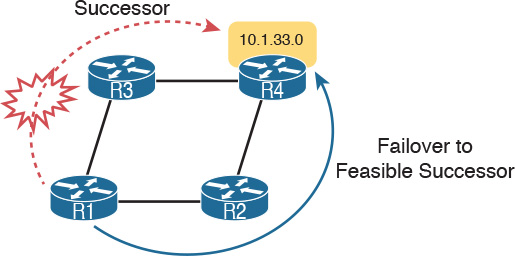 Successor
10.1.33.0
R3
R4
Failover to
Feasible Successor
R1
R2